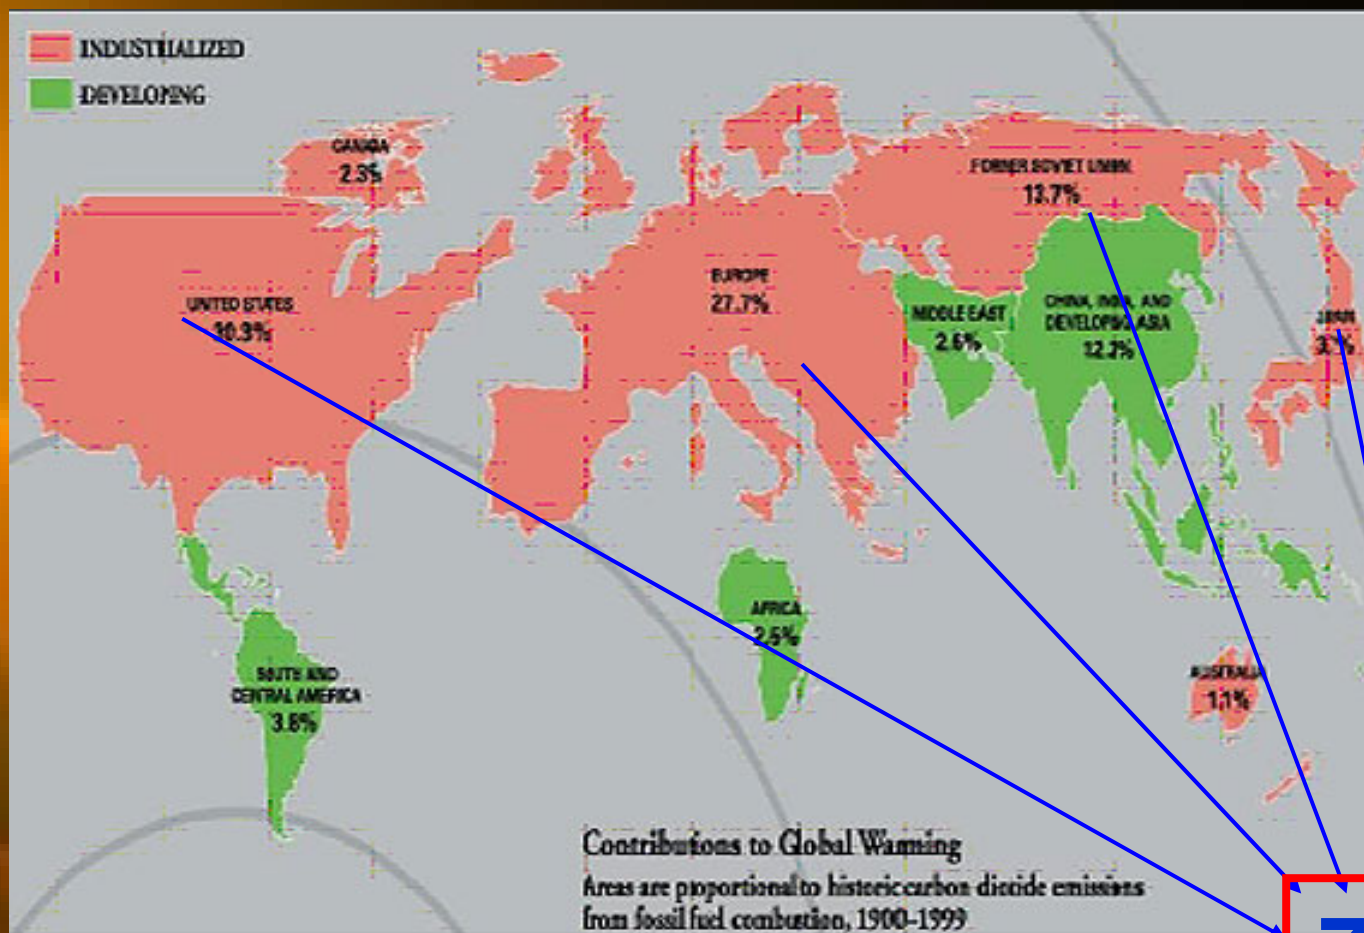 INDUSTRIALIZED
DEVELOPING
CANADA
2.3%
FORMER SOVIET UNION
13.7%
UNITED STATES
30.3%
EUROPE
27.7%
MIDDLE EAST
2.6%
CHINA, INDIA, AND
DEVELOPING ASIA
12.2%
JAPAN
AFRICA
2.5%
SOUTH AND
CENTRAL AMERICA
3.8%
AUSTRALIA
1.1%
Contributions to Global Warming
Areas are proportional to historic carbon dioxide emissions
from fossil fuel combustion, 1900-1999